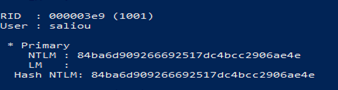 RID : 000003e9 (1001)
User : saliou
* Primary
NTLM : 84ba6d909266692517dc4bcc2906ae4e
LM :
Hash NTLM: 84ba6d909266692517dc4bcc2906ae4e